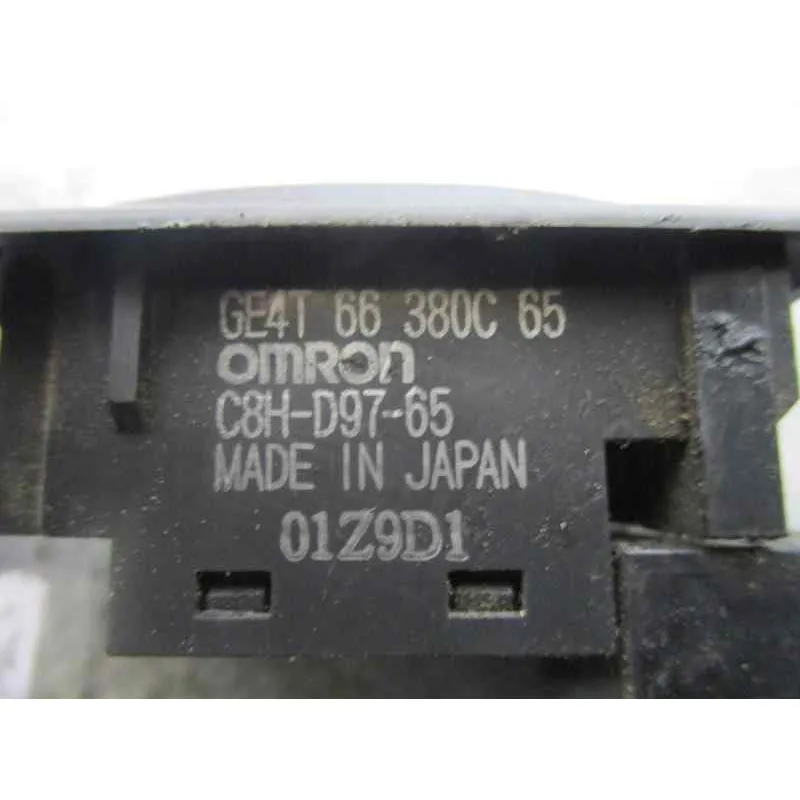 GE4T 66 380C 65
omron
C8H-D97-65
MADE IN JAPAN
01Z9D1